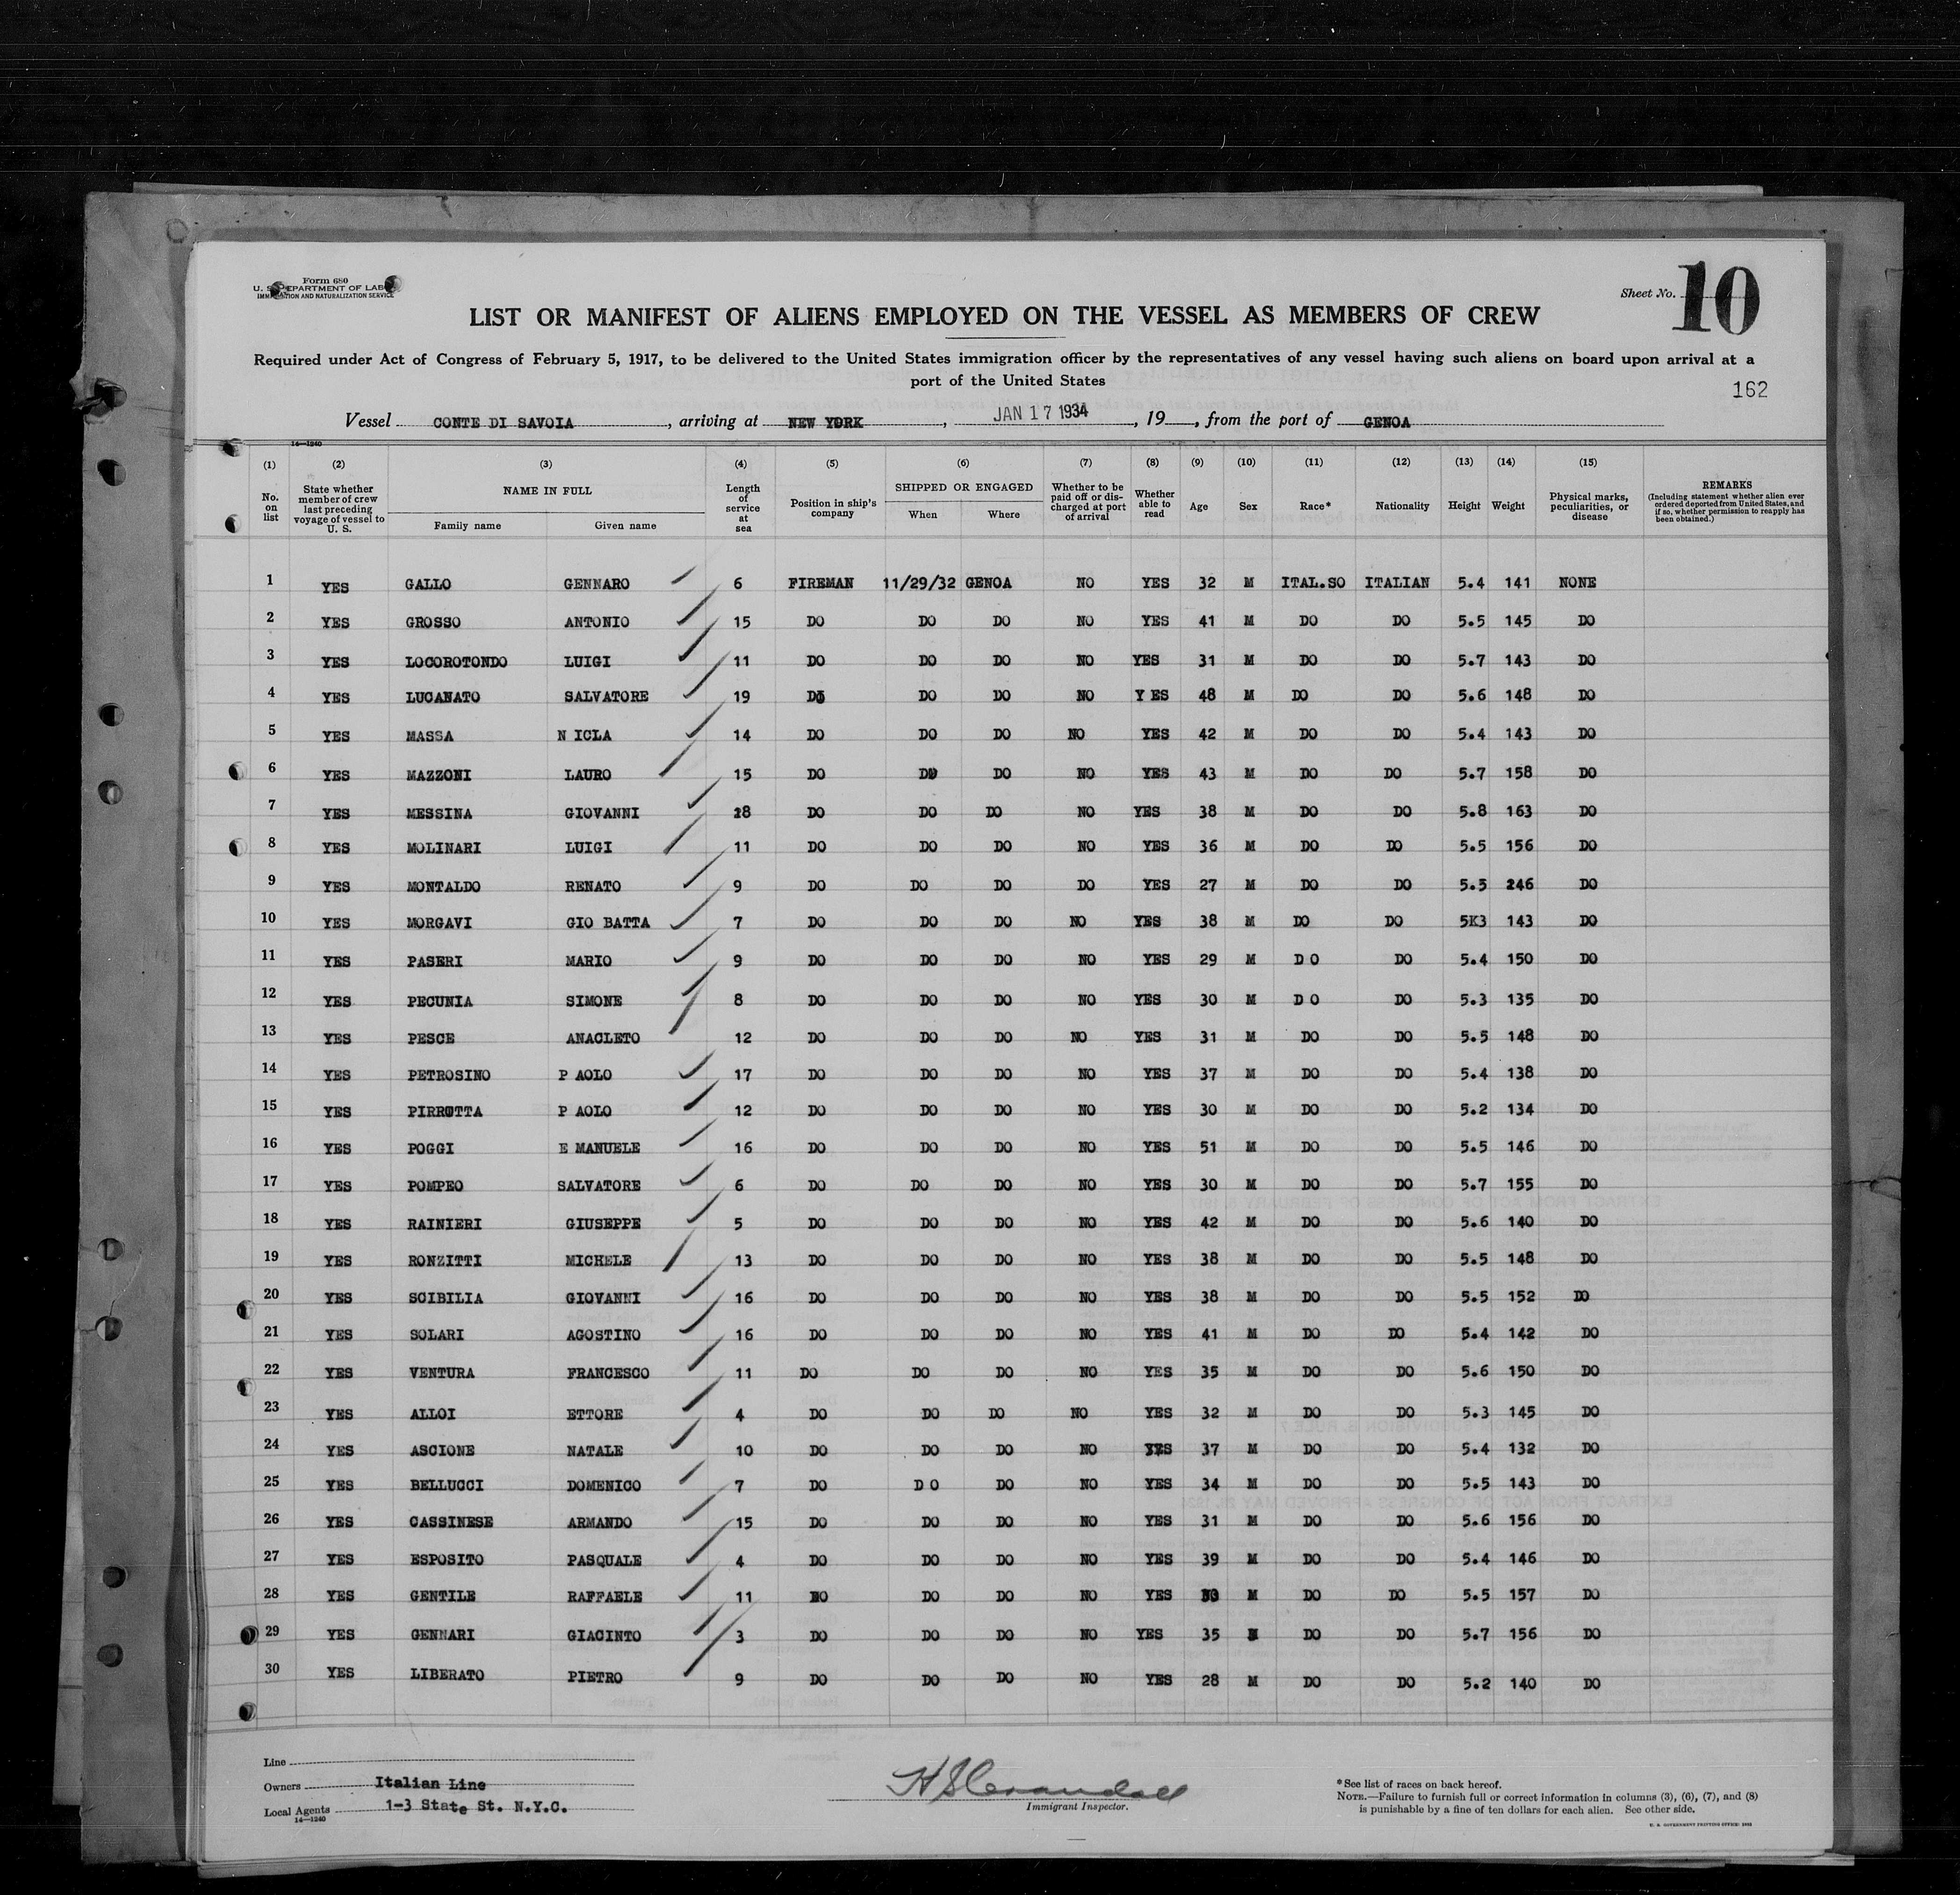 Form 680
U. S. DEPARTMENT OF LABOR
IMMIGRATION AND NATURALIZATION SERVICE
Sheet No. 10
LIST OR MANIFEST OF ALIENS EMPLOYED ON THE VESSEL AS MEMBERS OF CREW
Required under Act of Congress of February 5, 1917, to be delivered to the United States immigration officer by the representatives of any vessel having such aliens on board upon arrival at a
port of the United States
162
Vessel CONTE DI SAVOIA, arriving at NEW YORK, JAN 17 1934, 19, from the port of GENOA
14—1240
(1) No. on list (2) State whether member of crew last preceding voyage of vessel to U. S. (3) NAME IN FULL Family name Given name (4) Length of service at sea (5) Position in ship's company (6) SHIPPED OR ENGAGED When Where (7) Whether to be paid off or discharged at port of arrival (8) Whether able to read (9) Age (10) Sex (11) Race* (12) Nationality (13) Height (14) Weight (15) Physical marks, peculiarities, or disease REMARKS (Including statement whether alien ever ordered deported from United States, and if so, whether permission to reapply has been obtained.)
1 YES GALLO GENNARO 6 FIREMAN 11/29/32 GENOA NO YES 32 M ITAL.SO ITALIAN 5.4 141 NONE
2 YES GROSSO ANTONIO 15 DO DO DO NO YES 41 M DO DO 5.5 145 DO
3 YES LOCOROTONDO LUIGI 11 DO DO DO NO YES 31 M DO DO 5.7 143 DO
4 YES LUCANATO SALVATORE 19 DO DO DO NO Y ES 48 M DO DO 5.6 148 DO
5 YES MASSA N ICLA 14 DO DO DO NO YES 42 M DO DO 5.4 143 DO
6 YES MAZZONI LAURO 15 DO DO DO NO YES 43 M DO DO 5.7 158 DO
7 YES MESSINA GIOVANNI 18 DO DO DO NO YES 38 M DO DO 5.8 163 DO
8 YES MOLINARI LUIGI 11 DO DO DO NO YES 36 M DO DO 5.5 156 DO
9 YES MONTALDO RENATO 9 DO DO DO DO YES 27 M DO DO 5.5 246 DO
10 YES MORGAVI GIO BATTA 7 DO DO DO NO YES 38 M DO DO 5K3 143 DO
11 YES PASERI MARIO 9 DO DO DO NO YES 29 M D O DO 5.4 150 DO
12 YES PECUNIA SIMONE 8 DO DO DO NO YES 30 M D O DO 5.3 135 DO
13 YES PESCE ANACLETO 12 DO DO DO NO YES 31 M DO DO 5.5 148 DO
14 YES PETROSINO P AOLO 17 DO DO DO NO YES 37 M DO DO 5.4 138 DO
15 YES PIRROTTA P AOLO 12 DO DO DO NO YES 30 M DO DO 5.2 134 DO
16 YES POGGI E MANUELE 16 DO DO DO NO YES 51 M DO DO 5.5 146 DO
17 YES POMPEO SALVATORE 6 DO DO DO NO YES 30 M DO DO 5.7 155 DO
18 YES RAINIERI GIUSEPPE 5 DO DO DO NO YES 42 M DO DO 5.6 140 DO
19 YES RONZITTI MICHELE 13 DO DO DO NO YES 38 M DO DO 5.5 148 DO
20 YES SCIBILIA GIOVANNI 16 DO DO DO NO YES 38 M DO DO 5.5 152 DO
21 YES SOLARI AGOSTINO 16 DO DO DO NO YES 41 M DO DO 5.4 142 DO
22 YES VENTURA FRANCESCO 11 DO DO DO NO YES 35 M DO DO 5.6 150 DO
23 YES ALLOI ETTORE 4 DO DO DO NO YES 32 M DO DO 5.3 145 DO
24 YES ASCIONE NATALE 10 DO DO DO NO YES 37 M DO DO 5.4 132 DO
25 YES BELLUCCI DOMENICO 7 DO D O DO NO YES 34 M DO DO 5.5 143 DO
26 YES CASSINESE ARMANDO 15 DO DO DO NO YES 31 M DO DO 5.6 156 DO
27 YES ESPOSITO PASQUALE 4 DO DO DO NO YES 39 M DO DO 5.4 146 DO
28 YES GENTILE RAFFAELE 11 DO DO DO NO YES M DO DO 5.5 157 DO
29 YES GENNARI GIACINTO 3 DO DO DO NO YES 35 M DO DO 5.7 156 DO
30 YES LIBERATO PIETRO 9 DO DO DO NO YES 28 M DO DO 5.2 140 DO
Line
Owners Italian Line
Local Agents 1-3 State St. N.Y.C.
14—1240
H S Crandall
Immigrant Inspector.
*See list of races on back hereof.
NOTE.—Failure to furnish full or correct information in columns (3), (6), (7), and (8)
is punishable by a fine of ten dollars for each alien. See other side.
U. S. GOVERNMENT PRINTING OFFICE